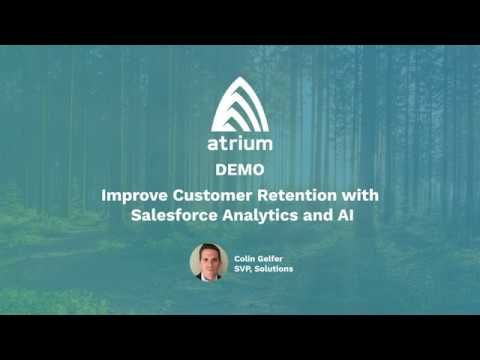 atrium
DEMO
Improve Customer Retention with
Salesforce Analytics and AI
Colin Gelfer
SVP, Solutions